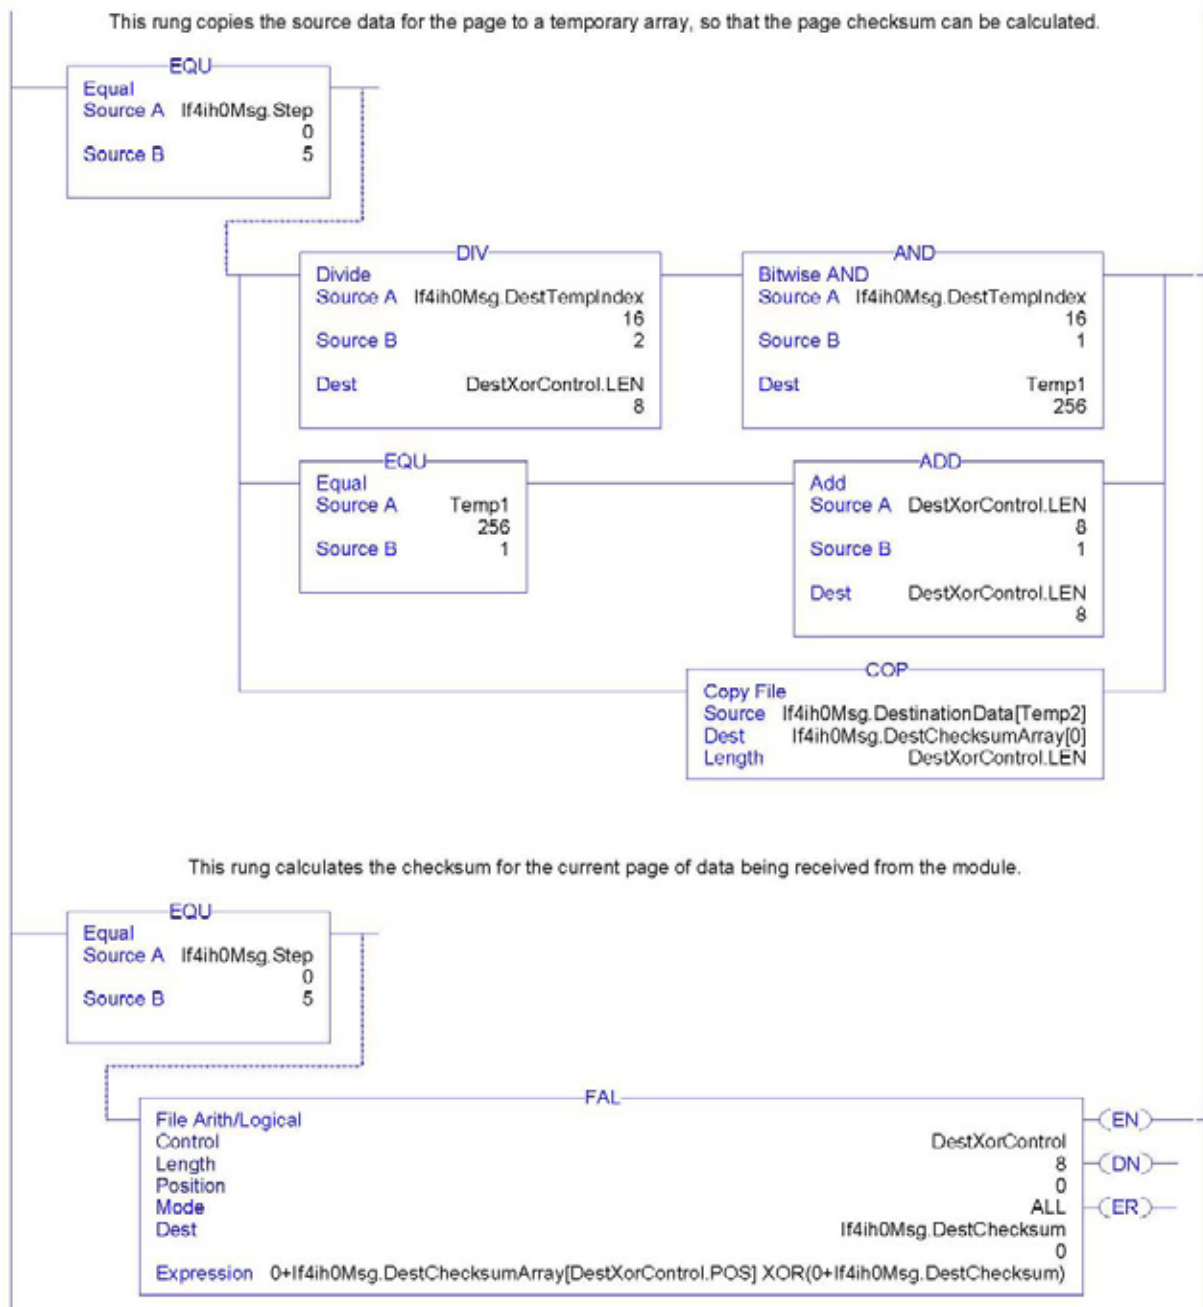 This rung copies the source data for the page to a temporary array, so that the page checksum can be calculated.
EQU
Equal
Source A If4ih0Msg.Step
0
Source B 5
DIV
Divide
Source A If4ih0Msg.DestTempIndex
16
Source B 2
Dest DestXorControl.LEN
8
AND
Bitwise AND
Source A If4ih0Msg.DestTempIndex
16
Source B 1
Dest Temp1
256
EQU
Equal
Source A Temp1
256
Source B 1
ADD
Add
Source A DestXorControl.LEN
8
Source B 1
Dest DestXorControl.LEN
8
COP
Copy File
Source If4ih0Msg.DestinationData[Temp2]
Dest If4ih0Msg.DestChecksumArray[0]
Length DestXorControl.LEN
This rung calculates the checksum for the current page of data being received from the module.
EQU
Equal
Source A If4ih0Msg.Step
0
Source B 5
FAL
File Arith/Logical
Control DestXorControl
Length 8
Position 0
Mode ALL
Dest If4ih0Msg.DestChecksum
0
Expression 0+If4ih0Msg.DestChecksumArray[DestXorControl.POS] XOR(0+If4ih0Msg.DestChecksum)
EN
DN
ER